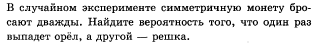 В случайном эксперименте симметричную монету бро-
сают дважды. Найдите вероятность того, что один раз
выпадет орёл, а другой — решка.